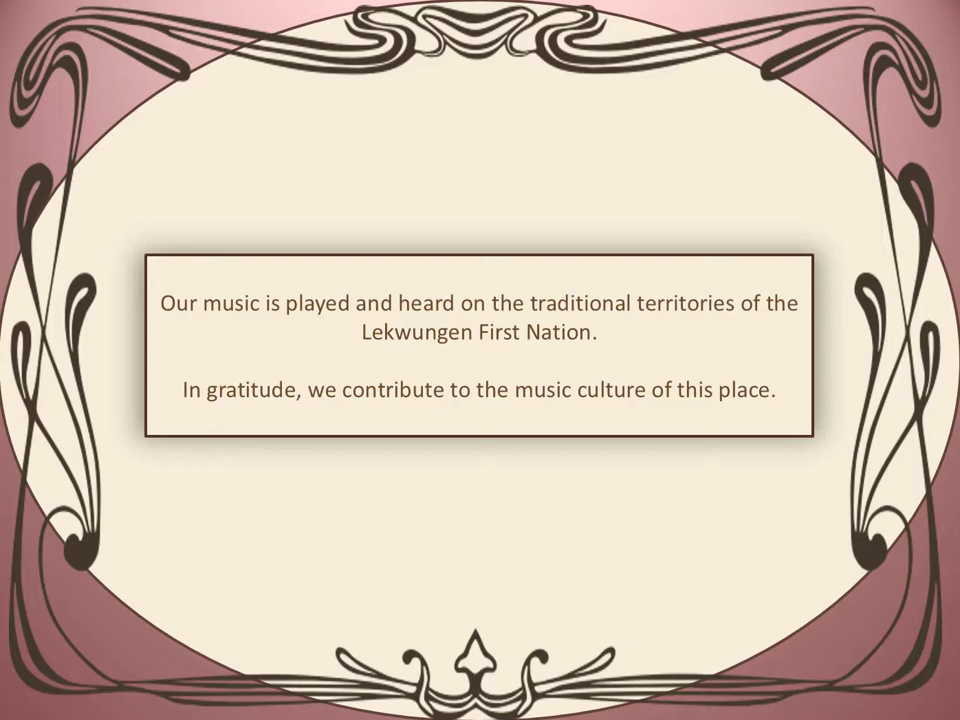 Our music is played and heard on the traditional territories of the
Lekwungen First Nation.
In gratitude, we contribute to the music culture of this place.